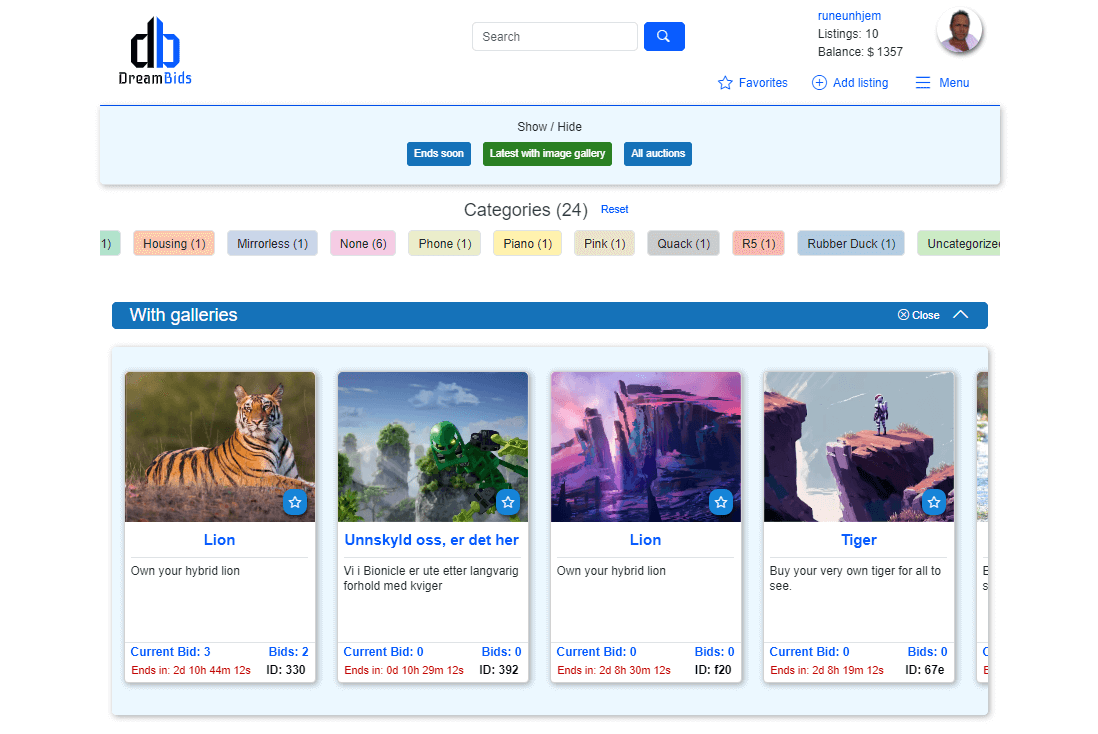 db
DreamBids
Search
runeunhjem
Listings: 10
Balance: $ 1357
Favorites
Add listing
Menu
Show / Hide
Ends soon
Latest with image gallery
All auctions
Categories (24)
Reset
1)
Housing (1)
Mirrorless (1)
None (6)
Phone (1)
Piano (1)
Pink (1)
Quack (1)
R5 (1)
Rubber Duck (1)
Uncategorized
With galleries
Close
Lion
Own your hybrid lion
Current Bid: 3 Bids: 2
Ends in: 2d 10h 44m 12s ID: 330
Unnskyld oss, er det her
Vi i Bionicle er ute etter langvarig
forhold med kviger
Current Bid: 0 Bids: 0
Ends in: 0d 10h 29m 12s ID: 392
Lion
Own your hybrid lion
Current Bid: 0 Bids: 0
Ends in: 2d 8h 30m 12s ID: f20
Tiger
Buy your very own tiger for all to
see.
Current Bid: 0 Bids: 0
Ends in: 2d 8h 19m 12s ID: 67e